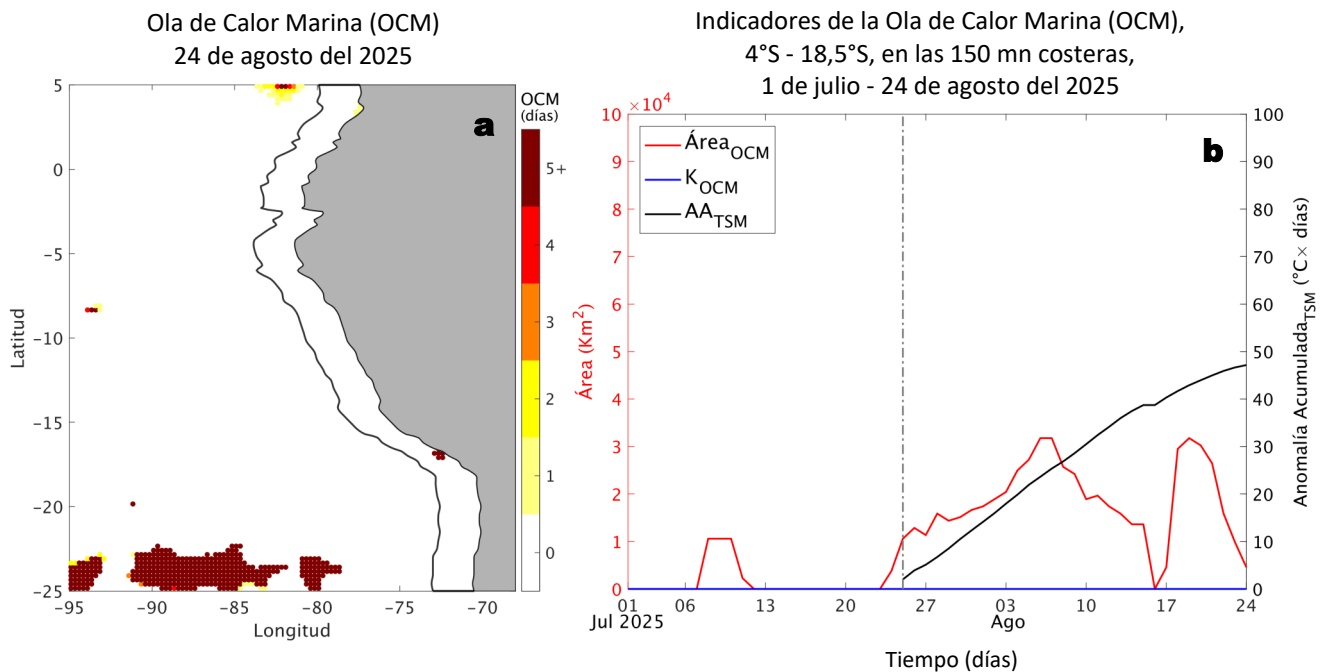 Ola de Calor Marina (OCM)
24 de agosto del 2025
5
0
−5
−10
−15
−20
−25
Latitud
−95
−90
−85
−80
−75
−70
Longitud
a
OCM
(días)
5+
4
3
2
1
0
Indicadores de la Ola de Calor Marina (OCM),
4°S - 18,5°S, en las 150 mn costeras,
1 de julio - 24 de agosto del 2025
×10⁴
10
9
8
7
6
5
4
3
2
1
0
Área (Km²)
Área_OCM
K_OCM
AA_TSM
b
100
90
80
70
60
50
40
30
20
10
0
Anomalía Acumulada_TSM (°C× días)
01
06
13
20
27
03
10
17
24
Jul 2025
Ago
Tiempo (días)